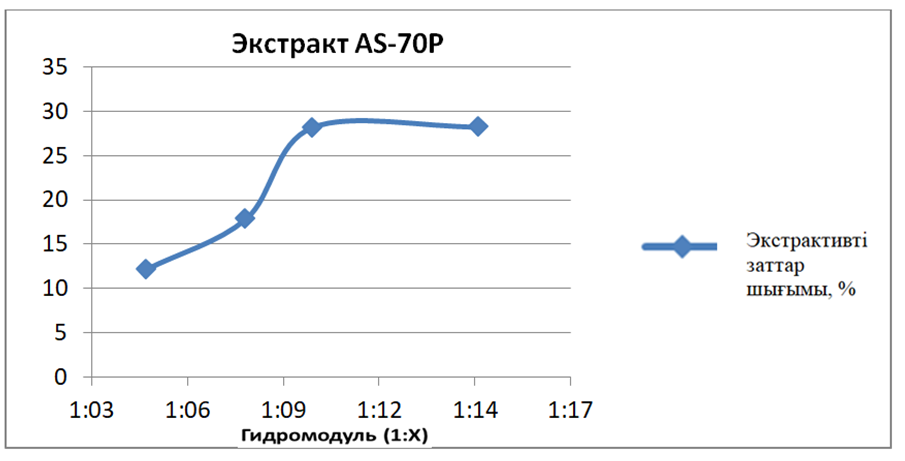 Экстракт AS-70P
35
30
25
20
15
10
5
0
1:03 1:06 1:09 1:12 1:14 1:17
Гидромодуль (1:X)
Экстрактивті
заттар
шығымы, %